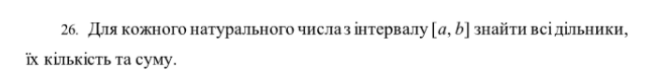 26. Для кожного натурального числа з інтервалу [a, b] знайти всі дільники,
їх кількість та суму.